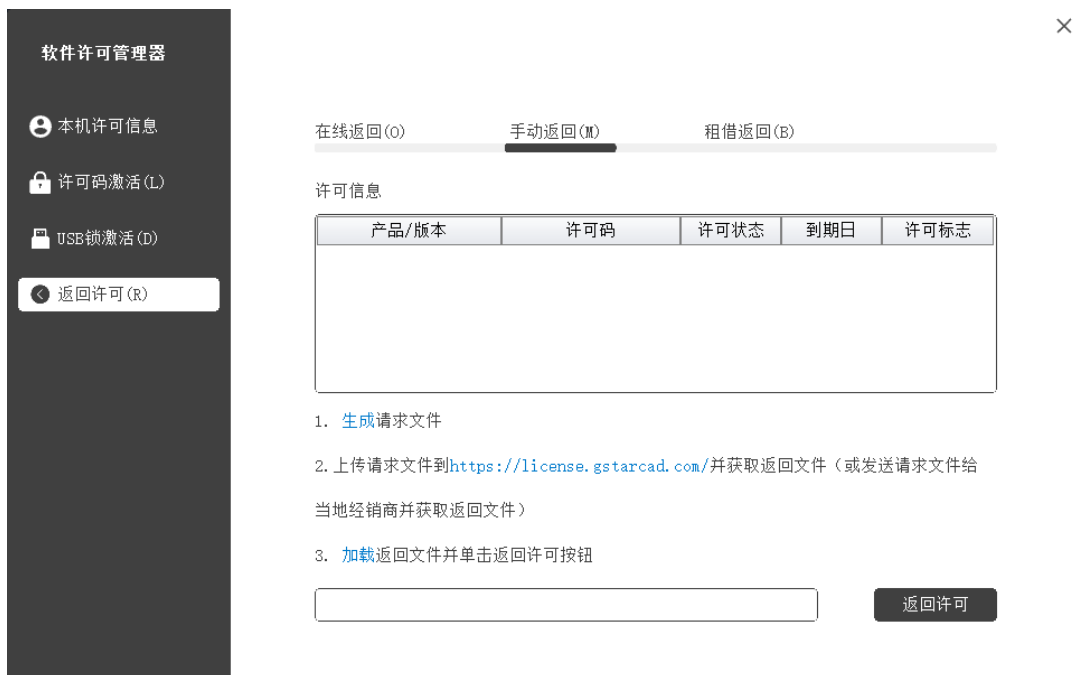 软件许可管理器
本机许可信息
许可码激活(L)
USB锁激活(D)
返回许可(R)
在线返回(O) 手动返回(M) 租借返回(B)
许可信息
产品/版本 许可码 许可状态 到期日 许可标志
1. 生成请求文件
2.上传请求文件到https://license.gstarcad.com/并获取返回文件（或发送请求文件给
当地经销商并获取返回文件）
3. 加载返回文件并单击返回许可按钮
返回许可